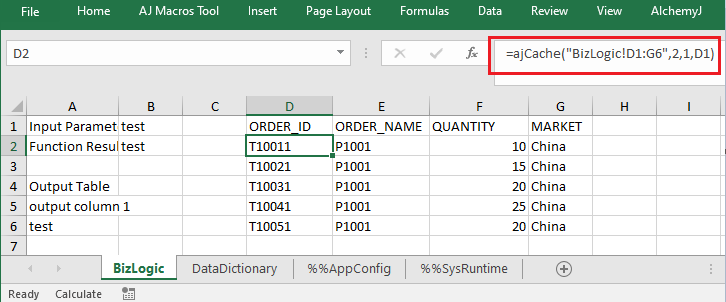 File Home AJ Macros Tool Insert Page Layout Formulas Data Review View AlchemyJ
D2 fx =ajCache("BizLogic!D1:G6",2,1,D1)
A B C D E F G H I
1 Input Paramet test ORDER_ID ORDER_NAME QUANTITY MARKET
2 Function Resul test T10011 P1001 10 China
3 T10021 P1001 15 China
4 Output Table T10031 P1001 20 China
5 output column 1 T10041 P1001 25 China
6 test T10051 P1001 20 China
7
BizLogic DataDictionary %%AppConfig %%SysRuntime
Ready Calculate